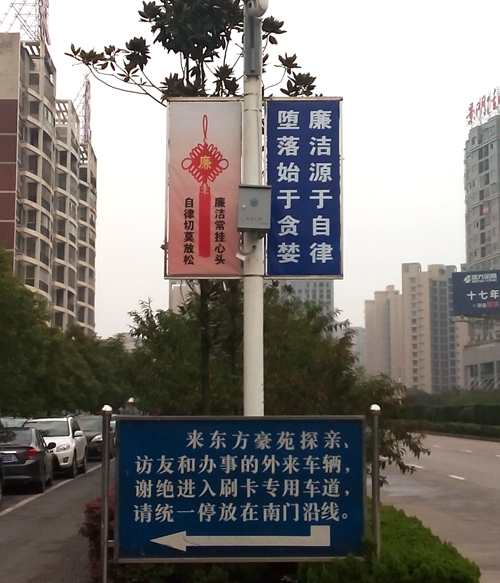 廉
廉洁常挂心头
自律切莫放松
廉洁源于自律
堕落始于贪婪
十七年
来东方豪苑探亲、
访友和办事的外来车辆,
谢绝进入刷卡专用车道,
请统一停放在南门沿线。